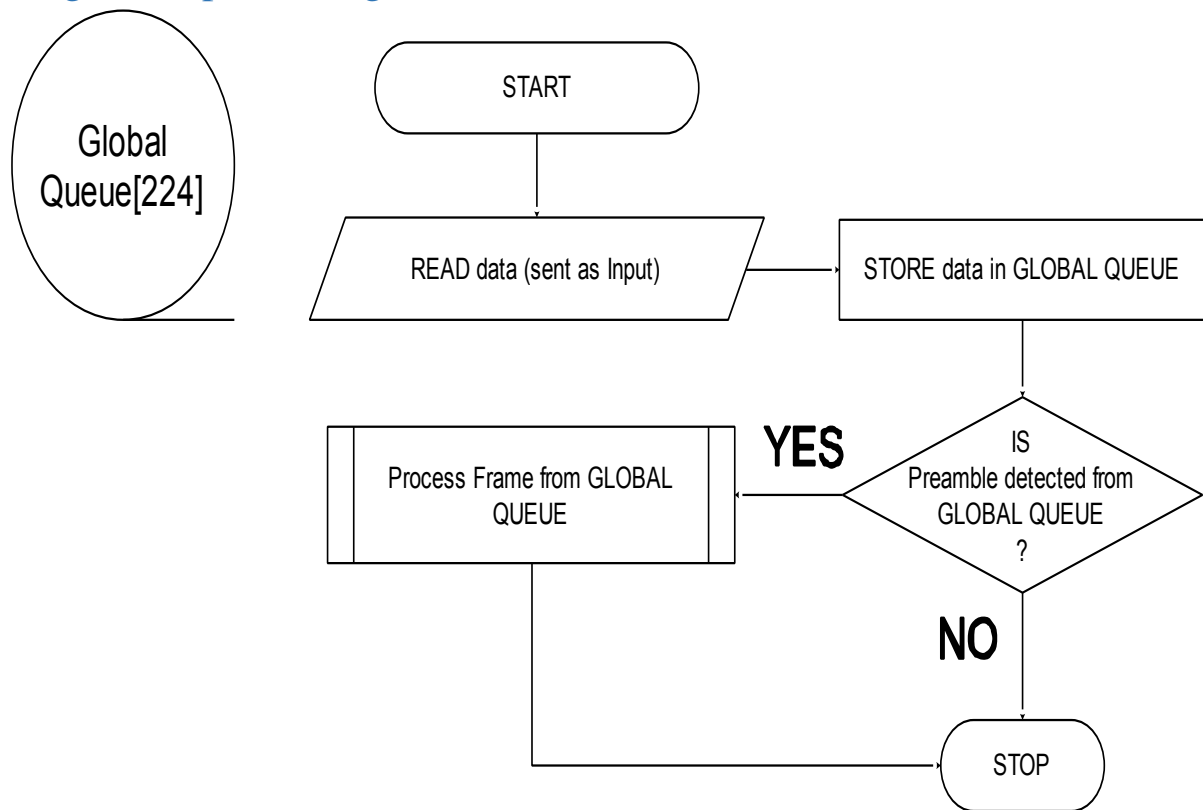 START
Global
Queue[224]
READ data (sent as Input)
STORE data in GLOBAL QUEUE
IS
Preamble detected from
GLOBAL QUEUE
?
YES
Process Frame from GLOBAL
QUEUE
NO
STOP